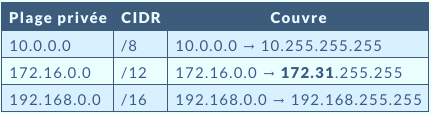 Plage privée CIDR Couvre
10.0.0.0 /8 10.0.0.0 → 10.255.255.255
172.16.0.0 /12 172.16.0.0 → 172.31.255.255
192.168.0.0 /16 192.168.0.0 → 192.168.255.255